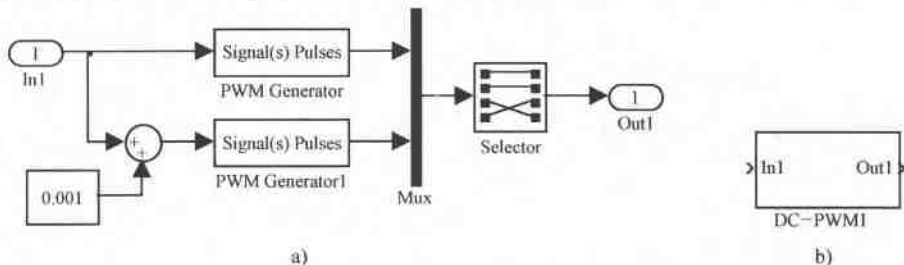 1
In1
Signal(s) Pulses
PWM Generator
0.001
+
+
Signal(s) Pulses
PWM Generator1
Mux
Selector
1
Out1
In1 Out1
DC-PWM1
a)
b)